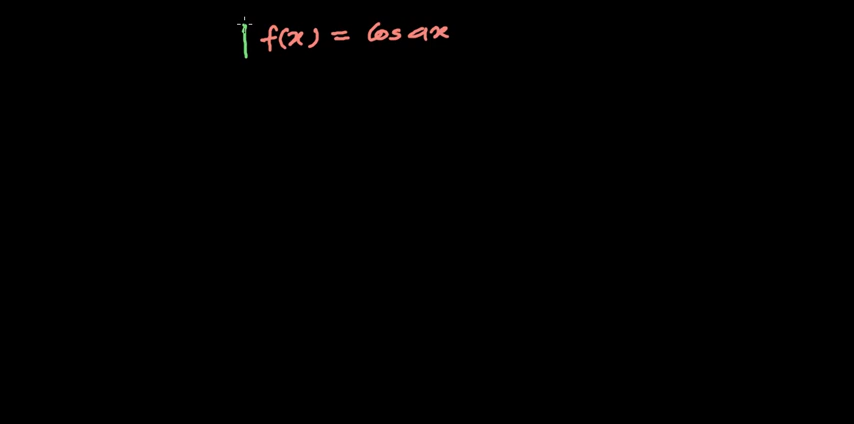 f(x) = cos ax